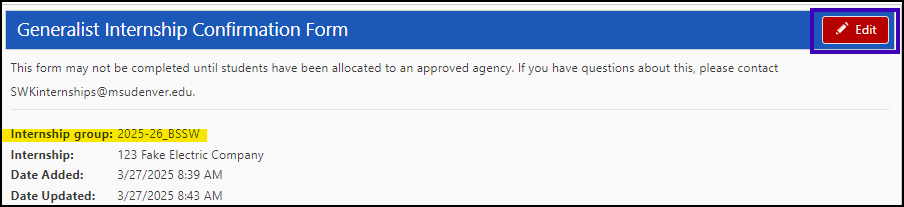 Generalist Internship Confirmation Form
Edit
This form may not be completed until students have been allocated to an approved agency. If you have questions about this, please contact
SWKinternships@msudenver.edu.
Internship group: 2025-26_BSSW
Internship: 123 Fake Electric Company
Date Added: 3/27/2025 8:39 AM
Date Updated: 3/27/2025 8:43 AM